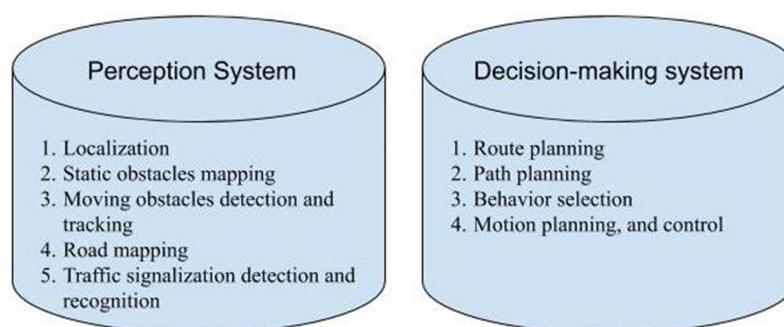 Perception System
1. Localization
2. Static obstacles mapping
3. Moving obstacles detection and
tracking
4. Road mapping
5. Traffic signalization detection and
recognition
Decision-making system
1. Route planning
2. Path planning
3. Behavior selection
4. Motion planning, and control